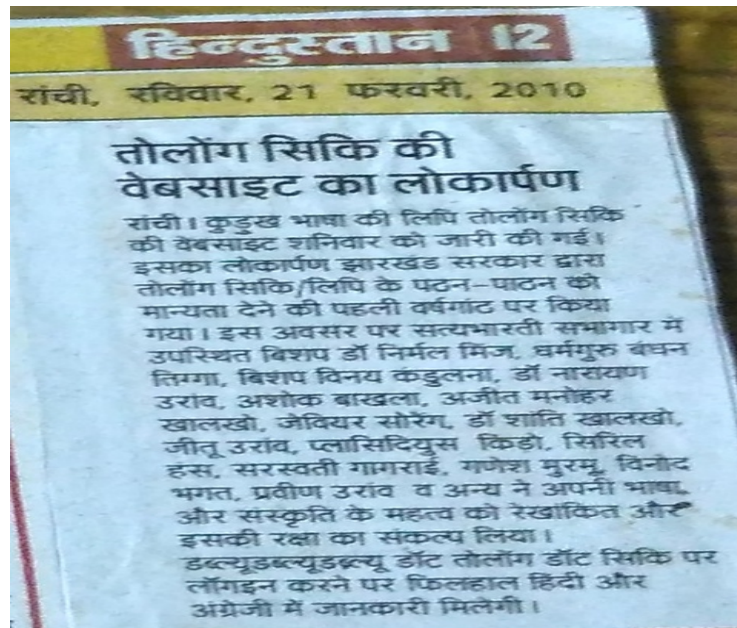 हिन्दुस्तान 12
रांची, रविवार, 21 फरवरी, 2010
तोलोंग सिकि की
वेबसाइट का लोकार्पण
रांची। कुडुख भाषा की लिपि तोलोंग सिकि
की वेबसाइट शनिवार को जारी की गई।
इसका लोकार्पण झारखंड सरकार द्वारा
तोलोंग सिकि/लिपि के पठन-पाठन को
मान्यता देने की पहली वर्षगांठ पर किया
गया। इस अवसर पर सत्यभारती सभागार में
उपस्थित बिशप डॉ निर्मल मिंज, धर्मगुरु बंधन
तिग्गा, बिशप विनय कंडुलना, डॉ नारायण
उरांव, अशोक बाखला, अजीत मनोहर
खालखो, जेवियर सोरेंग, डॉ शांति खालखो,
जीतू उरांव, प्लासिदियुस किड़ो, सिरिल
हंस, सरस्वती गागराई, गणेश मुरमू, विनोद
भगत, प्रवीण उरांव व अन्य ने अपनी भाषा
और संस्कृति के महत्व को रेखांकित और
इसकी रक्षा का संकल्प लिया।
डब्ल्यूडब्ल्यूडब्ल्यू डॉट तोलोंग डॉट सिकि पर
लॉगइन करने पर फिलहाल हिंदी और
अंग्रेजी में जानकारी मिलेगी।